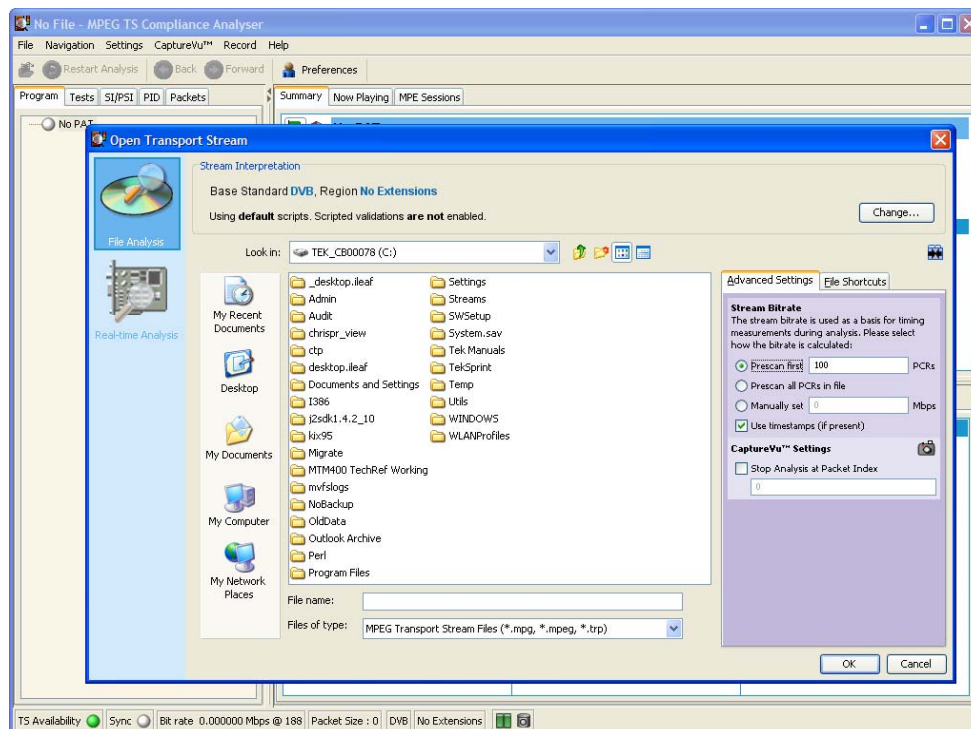 No File - MPEG TS Compliance Analyser
File Navigation Settings CaptureVu™ Record Help
Restart Analysis Back Forward Preferences
Program Tests SI/PSI PID Packets
Summary Now Playing MPE Sessions
No PAT
Open Transport Stream
File Analysis
Real-time Analysis
Stream Interpretation
Base Standard DVB, Region No Extensions
Using default scripts. Scripted validations are not enabled.
Change...
Look in: TEK_CB00078 (C:)
My Recent Documents
Desktop
My Documents
My Computer
My Network Places
_desktop.ileaf
Admin
Audit
chrispr_view
ctp
desktop.ileaf
Documents and Settings
I386
j2sdk1.4.2_10
kix95
Migrate
MTM400 TechRef Working
mvfslogs
NoBackup
OldData
Outlook Archive
Perl
Program Files
Settings
Streams
SWSetup
System.sav
Tek Manuals
TekSprint
Temp
Utils
WINDOWS
WLANProfiles
File name:
Files of type: MPEG Transport Stream Files (*.mpg, *.mpeg, *.trp)
Advanced Settings File Shortcuts
Stream Bitrate
The stream bitrate is used as a basis for timing
measurements during analysis. Please select
how the bitrate is calculated:
Prescan first 100 PCRs
Prescan all PCRs in file
Manually set 0 Mbps
Use timestamps (if present)
CaptureVu™ Settings
Stop Analysis at Packet Index
0
OK Cancel
TS Availability Sync Bit rate 0.000000 Mbps @ 188 Packet Size : 0 DVB No Extensions